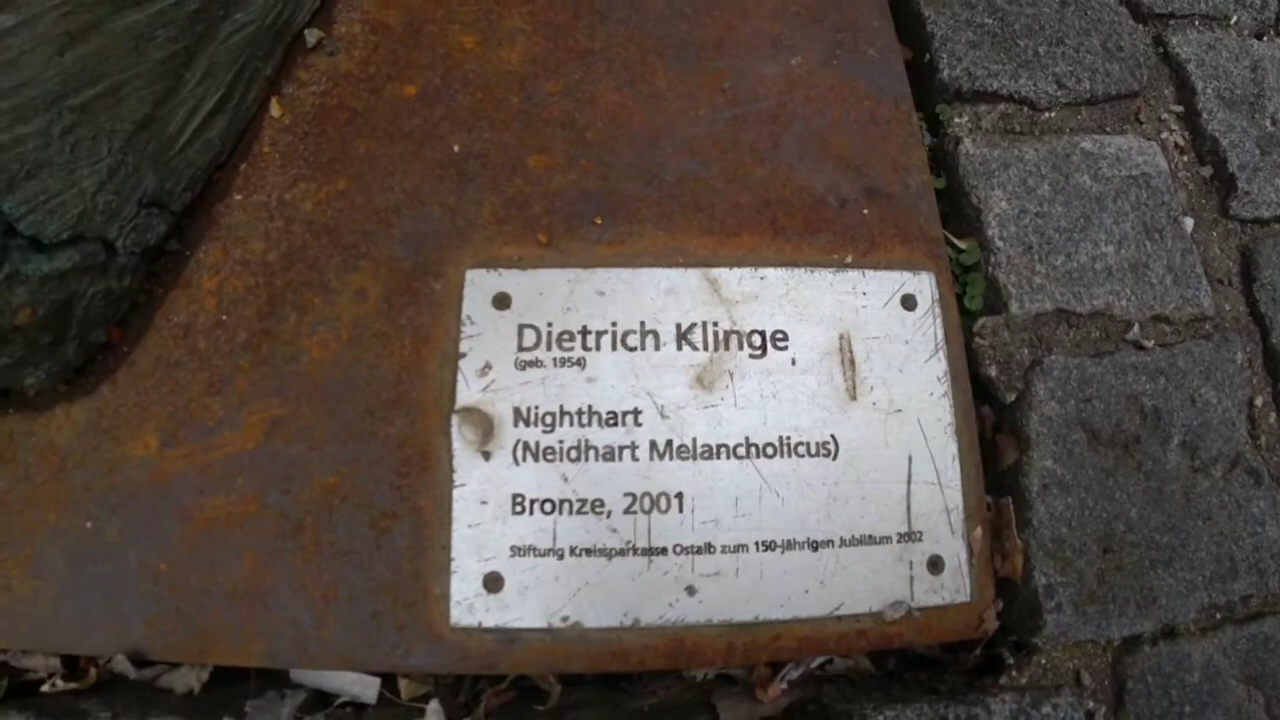 Dietrich Klinge
(geb. 1954)
Nighthart
(Neidhart Melancholicus)
Bronze, 2001
Stiftung Kreissparkasse Ostalb zum 150-jährigen Jubiläum 2002